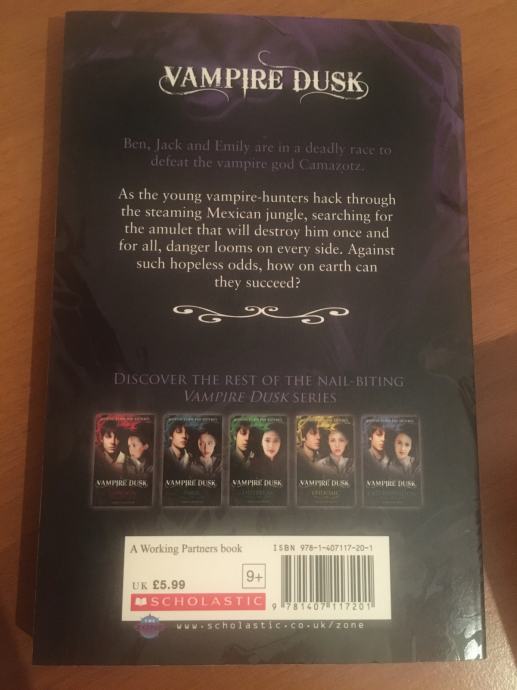 VAMPIRE DUSK
Ben, Jack and Emily are in a deadly race to
defeat the vampire god Camazotz.
As the young vampire-hunters hack through
the steaming Mexican jungle, searching for
the amulet that will destroy him once and
for all, danger looms on every side. Against
such hopeless odds, how on earth can
they succeed?
DISCOVER THE REST OF THE NAIL-BITING
VAMPIRE DUSK SERIES
VAMPIRE DUSK
VAMPIRE DUSK
VAMPIRE DUSK
VAMPIRE DUSK
VAMPIRE DUSK
A Working Partners book
ISBN 978-1-407117-20-1
UK £5.99
9+
SCHOLASTIC
9 781407 117201
www.scholastic.co.uk/zone